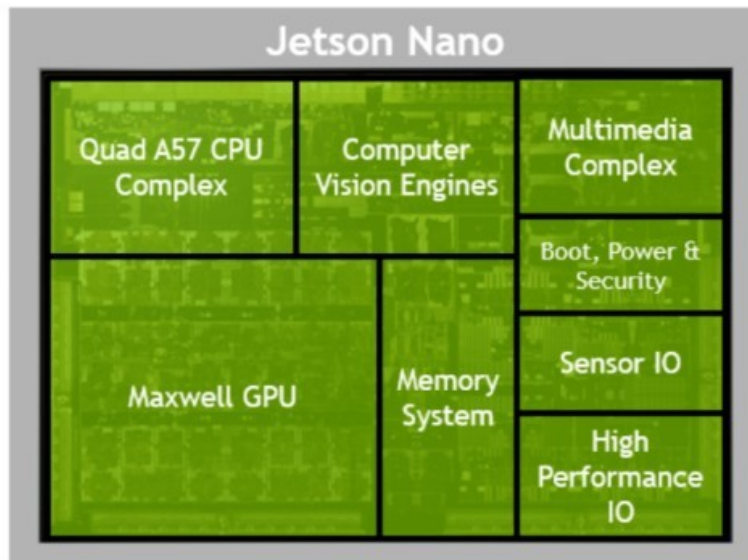 Jetson Nano
Quad A57 CPU
Complex
Computer
Vision Engines
Multimedia
Complex
Boot, Power &
Security
Maxwell GPU
Memory
System
Sensor IO
High
Performance
IO